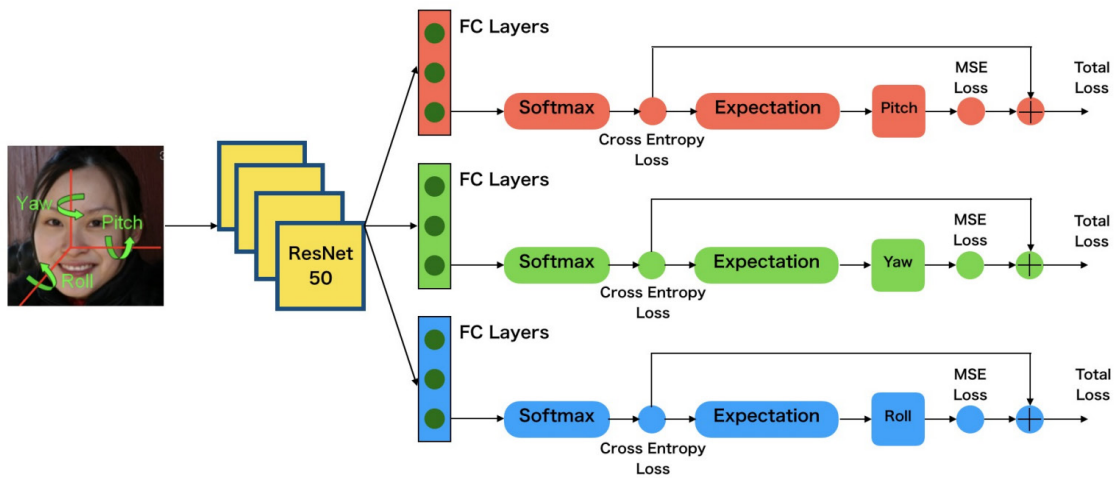 Yaw
Pitch
Roll
ResNet
50
FC Layers
Softmax
Cross Entropy
Loss
Expectation
Pitch
MSE
Loss
Total
Loss
FC Layers
Softmax
Cross Entropy
Loss
Expectation
Yaw
MSE
Loss
Total
Loss
FC Layers
Softmax
Cross Entropy
Loss
Expectation
Roll
MSE
Loss
Total
Loss